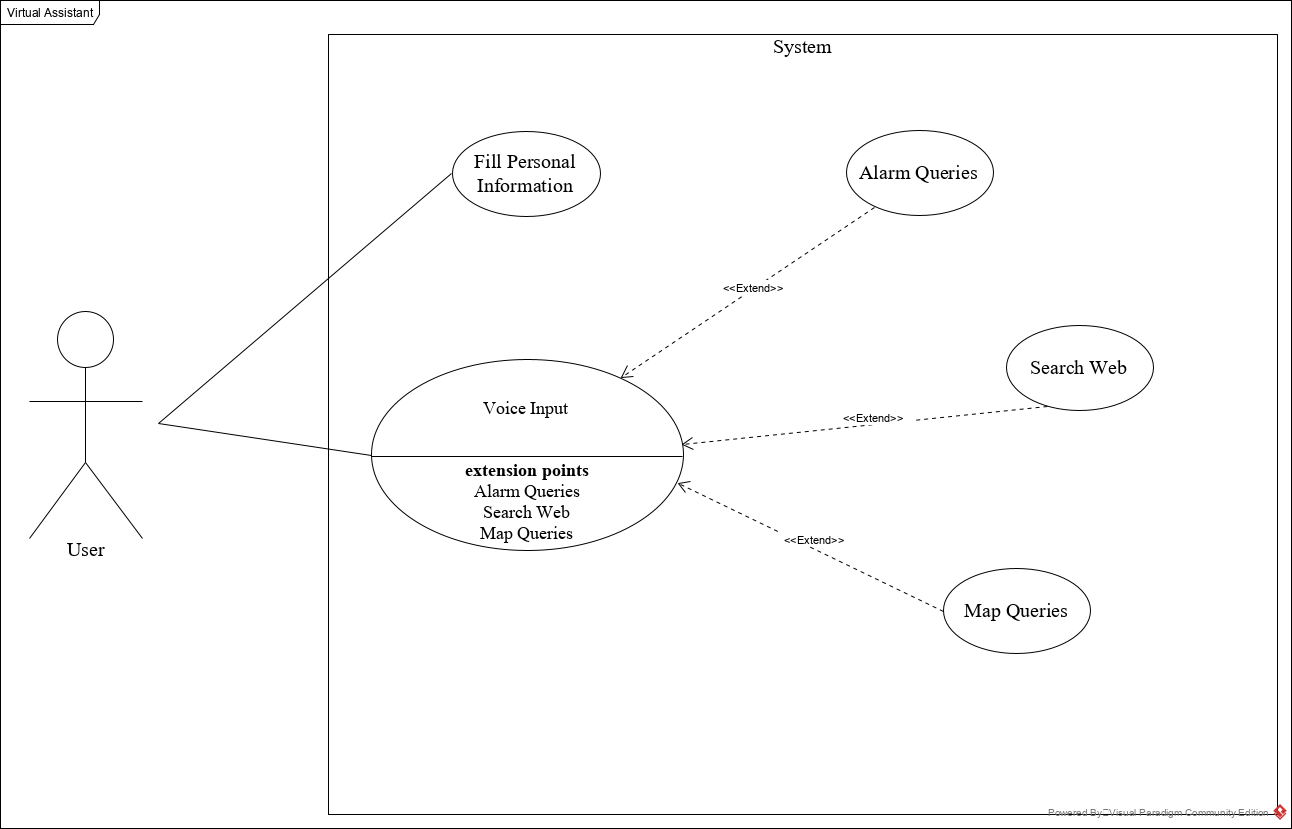 Virtual Assistant
System
Fill Personal
Information
Alarm Queries
<<Extend>>
Search Web
Voice Input
<<Extend>>
extension points
Alarm Queries
Search Web
Map Queries
<<Extend>>
User
Map Queries
Powered By Visual Paradigm Community Edition